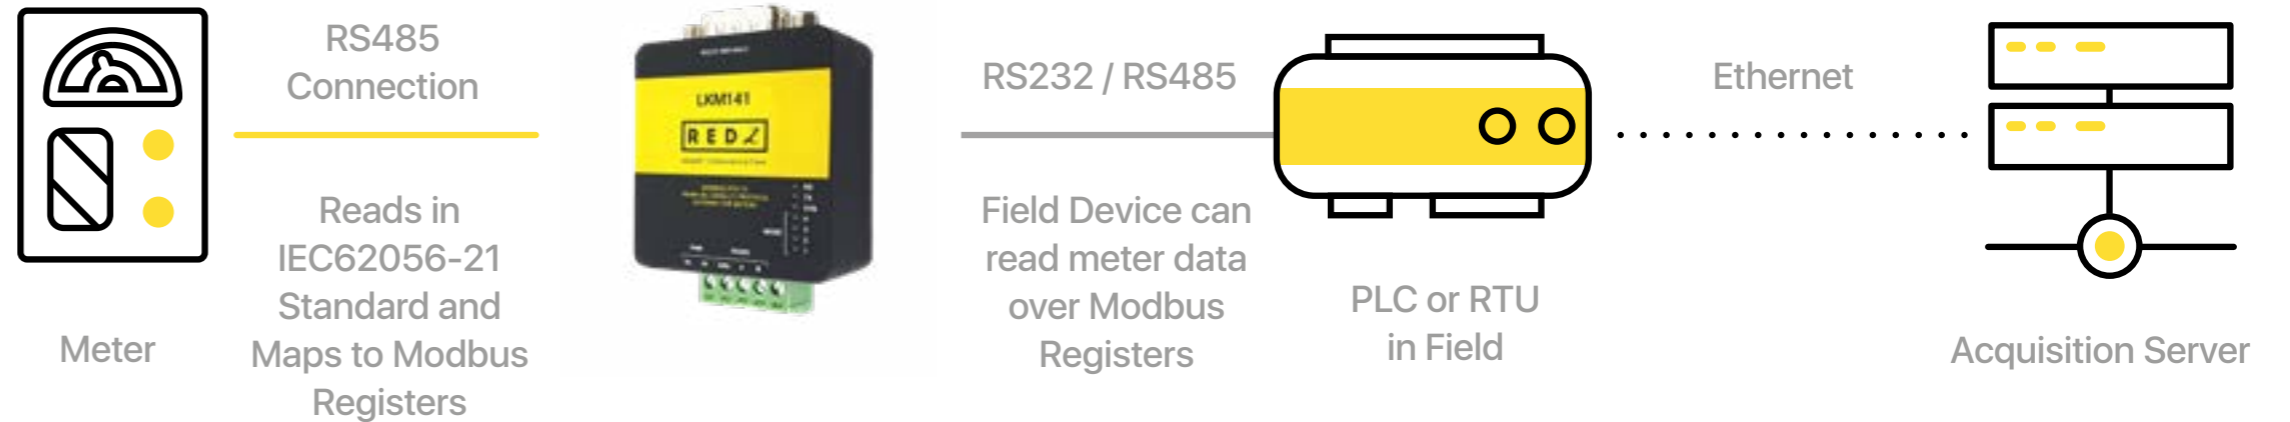 RS485
Connection
Reads in
IEC62056-21
Standard and
Maps to Modbus
Registers
Meter
LKM141
REDZ
RS232 / RS485
Field Device can
read meter data
over Modbus
Registers
PLC or RTU
in Field
Ethernet
Acquisition Server